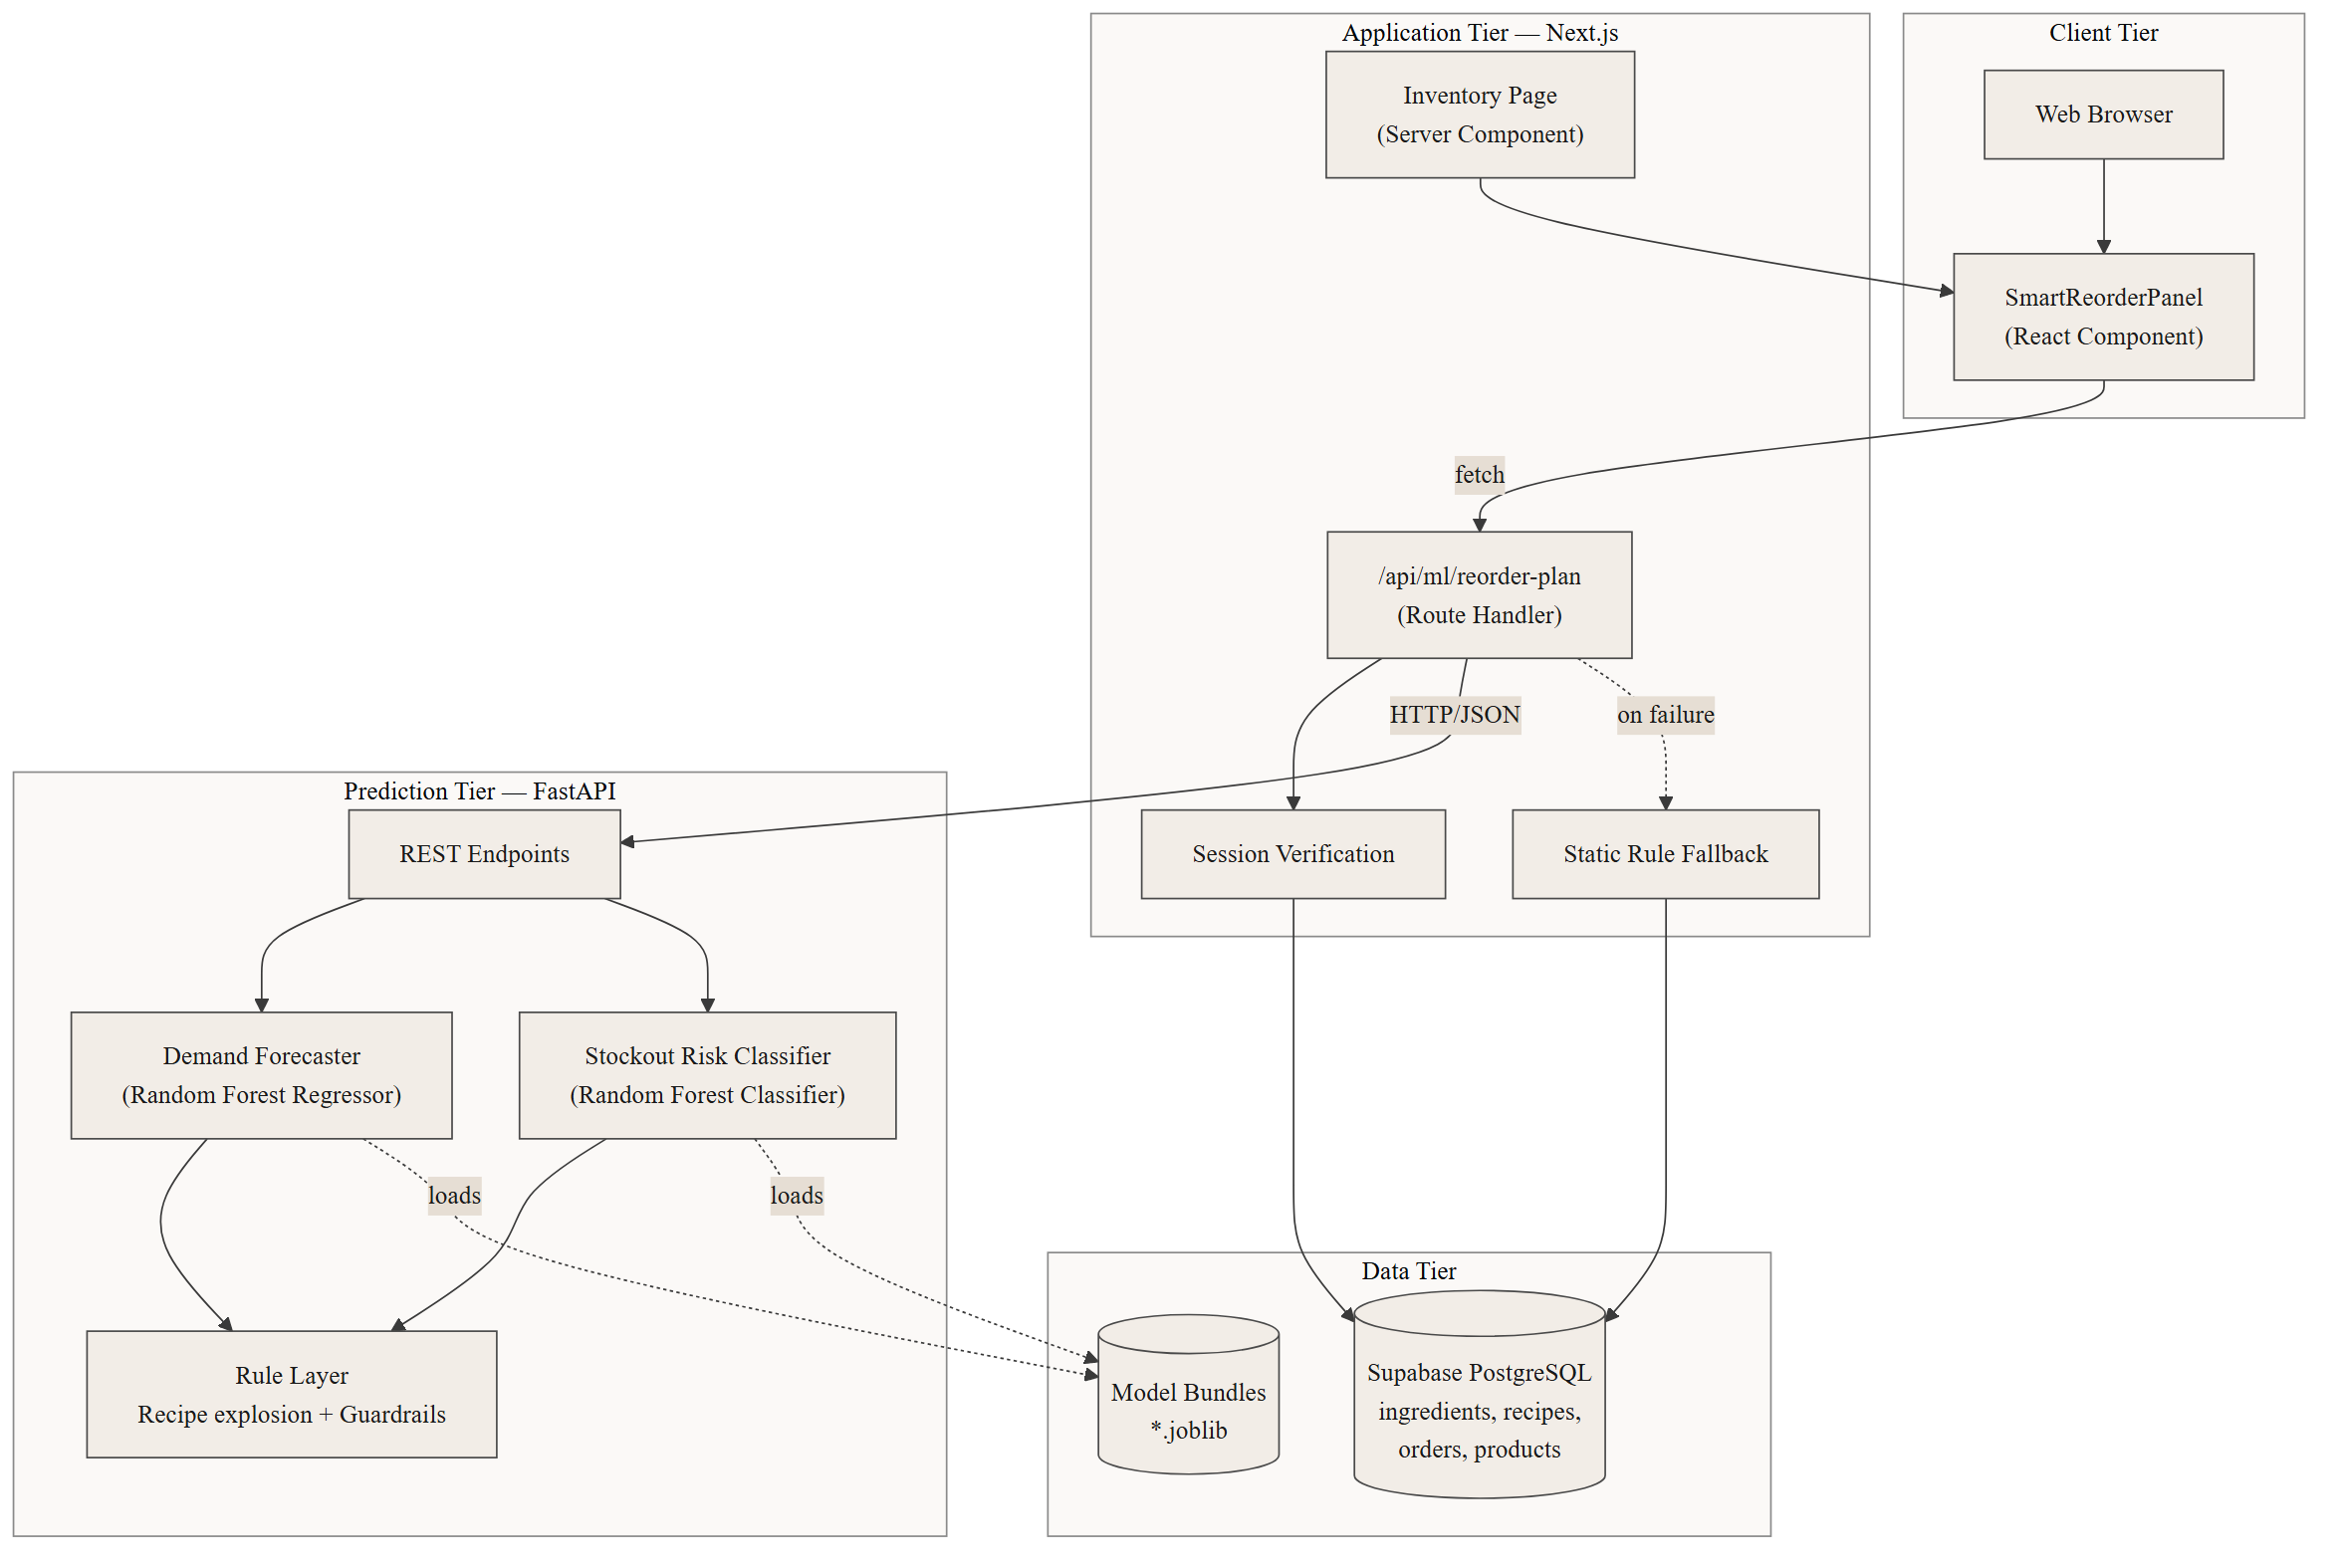 Application Tier — Next.js
Inventory Page
(Server Component)
Client Tier
Web Browser
SmartReorderPanel
(React Component)
fetch
/api/ml/reorder-plan
(Route Handler)
HTTP/JSON
on failure
Session Verification
Static Rule Fallback
Prediction Tier — FastAPI
REST Endpoints
Demand Forecaster
(Random Forest Regressor)
Stockout Risk Classifier
(Random Forest Classifier)
loads
loads
Rule Layer
Recipe explosion + Guardrails
Data Tier
Model Bundles
*.joblib
Supabase PostgreSQL
ingredients, recipes,
orders, products